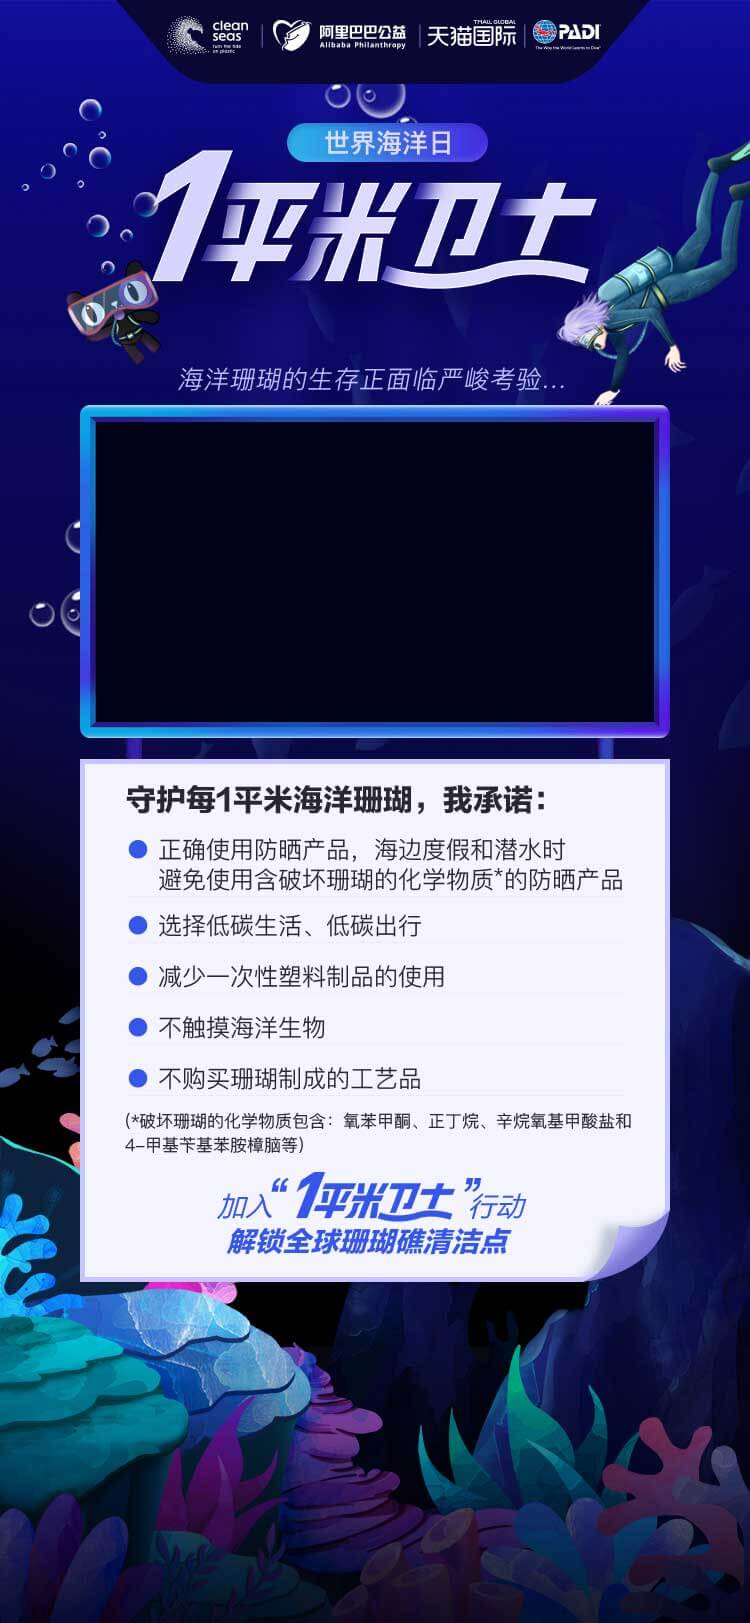 clean
seas
turn the tide
on plastic
阿里巴巴公益
Alibaba Philanthropy
TMALL GLOBAL
天猫国际
PADI
The Way the World Learns to Dive
世界海洋日
1平米卫士
海洋珊瑚的生存正面临严峻考验...
守护每1平米海洋珊瑚，我承诺：
● 正确使用防晒产品，海边度假和潜水时
避免使用含破坏珊瑚的化学物质*的防晒产品
● 选择低碳生活、低碳出行
● 减少一次性塑料制品的使用
● 不触摸海洋生物
● 不购买珊瑚制成的工艺品
(*破坏珊瑚的化学物质包含：氧苯甲酮、正丁烷、辛烷氧基甲酸盐和
4-甲基苄基苯胺樟脑等)
加入“1平米卫士”行动
解锁全球珊瑚礁清洁点